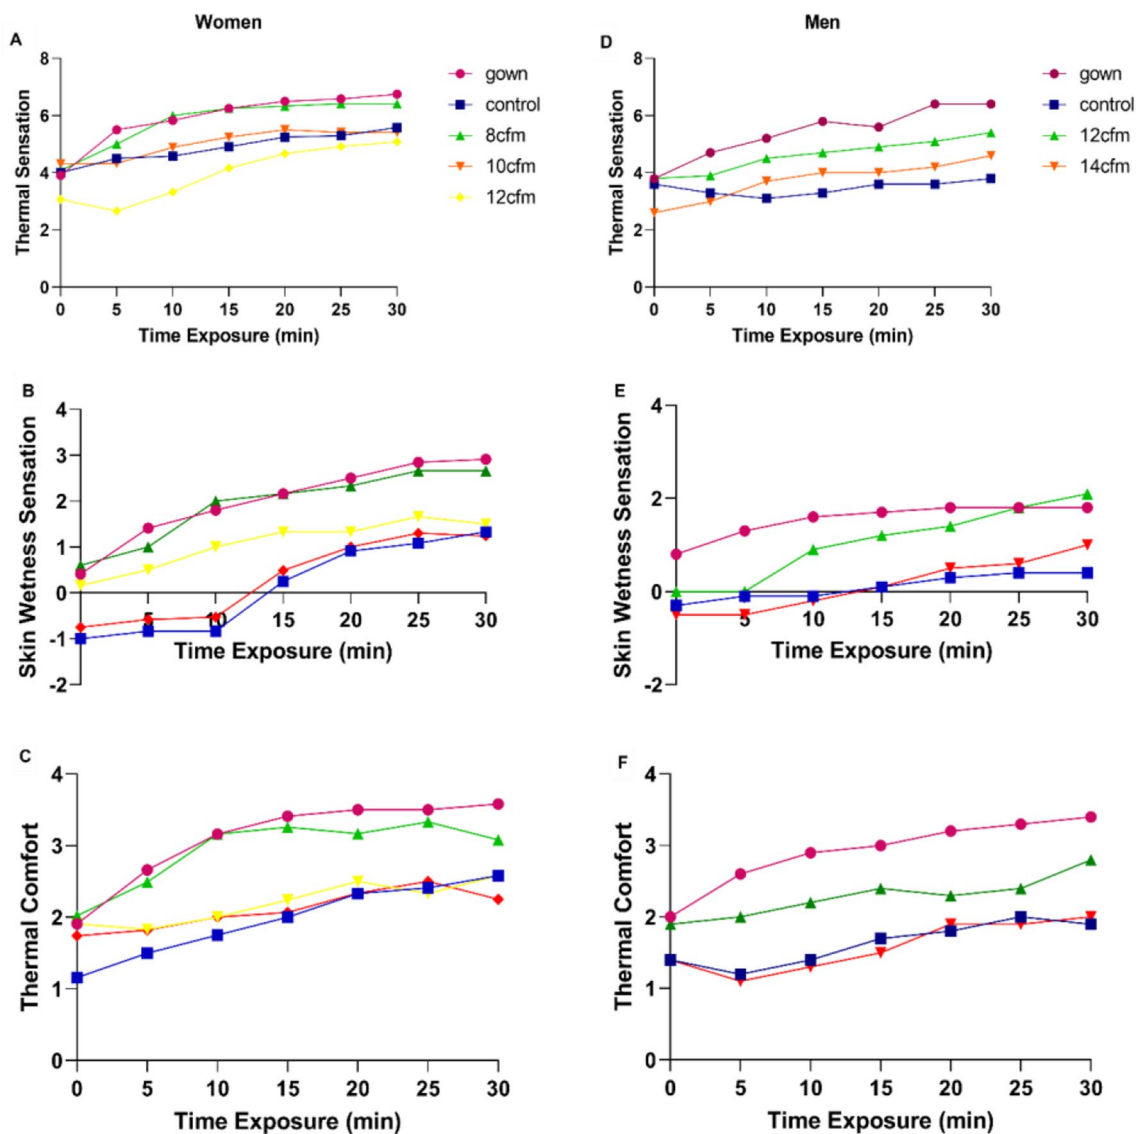 Women
Men
A
Thermal Sensation
8
6
4
2
0
0 5 10 15 20 25 30
Time Exposure (min)
gown
control
8cfm
10cfm
12cfm
D
Thermal Sensation
8
6
4
2
0
0 5 10 15 20 25 30
Time Exposure (min)
gown
control
12cfm
14cfm
B
Skin Wetness Sensation
4
3
2
1
0
-1
-2
5 10 15 20 25 30
Time Exposure (min)
E
Skin Wetness Sensation
4
2
0
-2
5 10 15 20 25 30
Time Exposure (min)
C
Thermal Comfort
4
3
2
1
0
0 5 10 15 20 25 30
Time Exposure (min)
F
Thermal Comfort
4
3
2
1
0
0 5 10 15 20 25 30
Time Exposure (min)